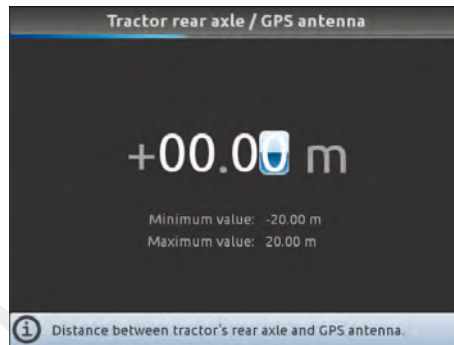 Tractor rear axle / GPS antenna
+00.00 m
Minimum value: -20.00 m
Maximum value: 20.00 m
Distance between tractor's rear axle and GPS antenna.